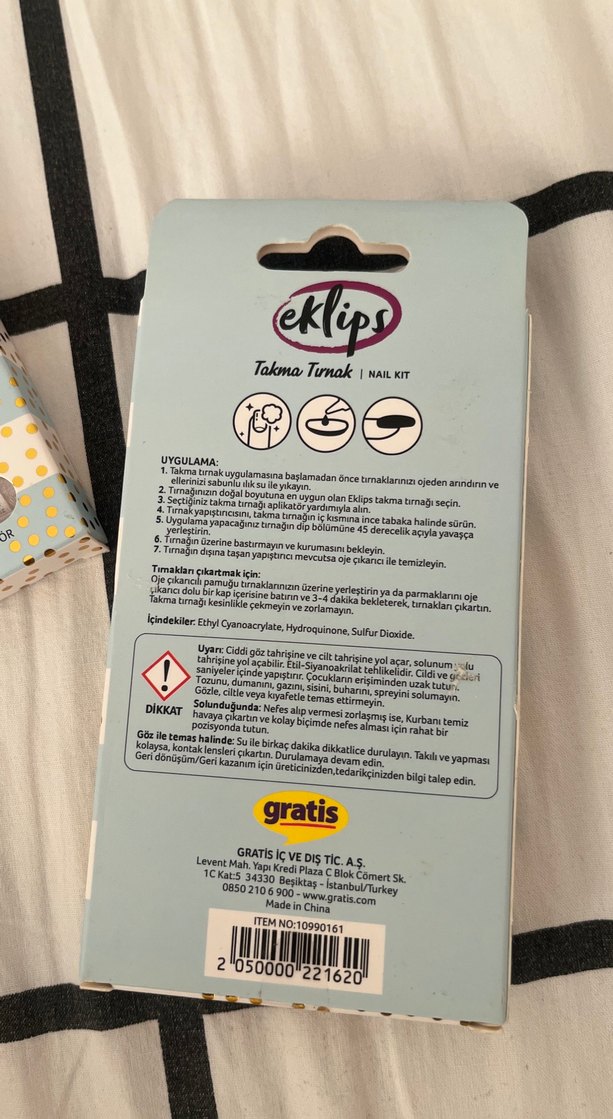 eklips
Takma Tırnak | NAIL KIT
UYGULAMA:
1. Takma tırnak uygulamasına başlamadan önce tırnaklarınızı ojeden arındırın ve
ellerinizi sabunlu ılık su ile yıkayın.
2. Tırnağınızın doğal boyutuna en uygun olan Eklips takma tırnağı seçin.
3. Seçtiğiniz takma tırnağı aplikatör yardımıyla alın.
4. Tırnak yapıştırıcısını, takma tırnağın iç kısmına ince tabaka halinde sürün.
5. Uygulama yapacağınız tırnağın dip bölümüne 45 derecelik açıyla yavaşça
yerleştirin.
6. Tırnağın üzerine bastırmayın ve kurumasını bekleyin.
7. Tırnağın dışına taşan yapıştırıcı mevcutsa oje çıkarıcı ile temizleyin.
Tırnakları çıkartmak için:
Oje çıkarıcılı pamuğu tırnaklarınızın üzerine yerleştirin ya da parmaklarını oje
çıkarıcı dolu bir kap içerisine batırın ve 3-4 dakika bekleterek, tırnakları çıkartın.
Takma tırnağı kesinlikle çekmeyin ve zorlamayın.
İçindekiler: Ethyl Cyanoacrylate, Hydroquinone, Sulfur Dioxide.
Uyarı: Ciddi göz tahrişine ve cilt tahrişine yol açar, solunum yolu
tahrişine yol açabilir. Etil-Siyanoakrilat tehlikelidir. Cildi ve gözleri
saniyeler içinde yapıştırır. Çocukların erişiminden uzak tutun.
Tozunu, dumanını, gazını, sisini, buharını, spreyini solumayın.
Gözle, ciltle veya kıyafetle temas ettirmeyin.
DİKKAT
Solunduğunda: Nefes alıp vermesi zorlaşmış ise, Kurbanı temiz
havaya çıkartın ve kolay biçimde nefes alması için rahat bir
pozisyonda tutun.
Göz ile temas halinde: Su ile birkaç dakika dikkatlice durulayın. Takılı ve yapması
kolaysa, kontak lensleri çıkartın. Durulamaya devam edin.
Geri dönüşüm/Geri kazanım için üreticinizden,tedarikçinizden bilgi talep edin.
gratis
GRATİS İÇ VE DIŞ TİC. A.Ş.
Levent Mah. Yapı Kredi Plaza C Blok Cömert Sk.
1C Kat:5 34330 Beşiktaş - İstanbul/Turkey
0850 210 6 900 - www.gratis.com
Made in China
ITEM NO:10990161
2 050000 221620
ÖR